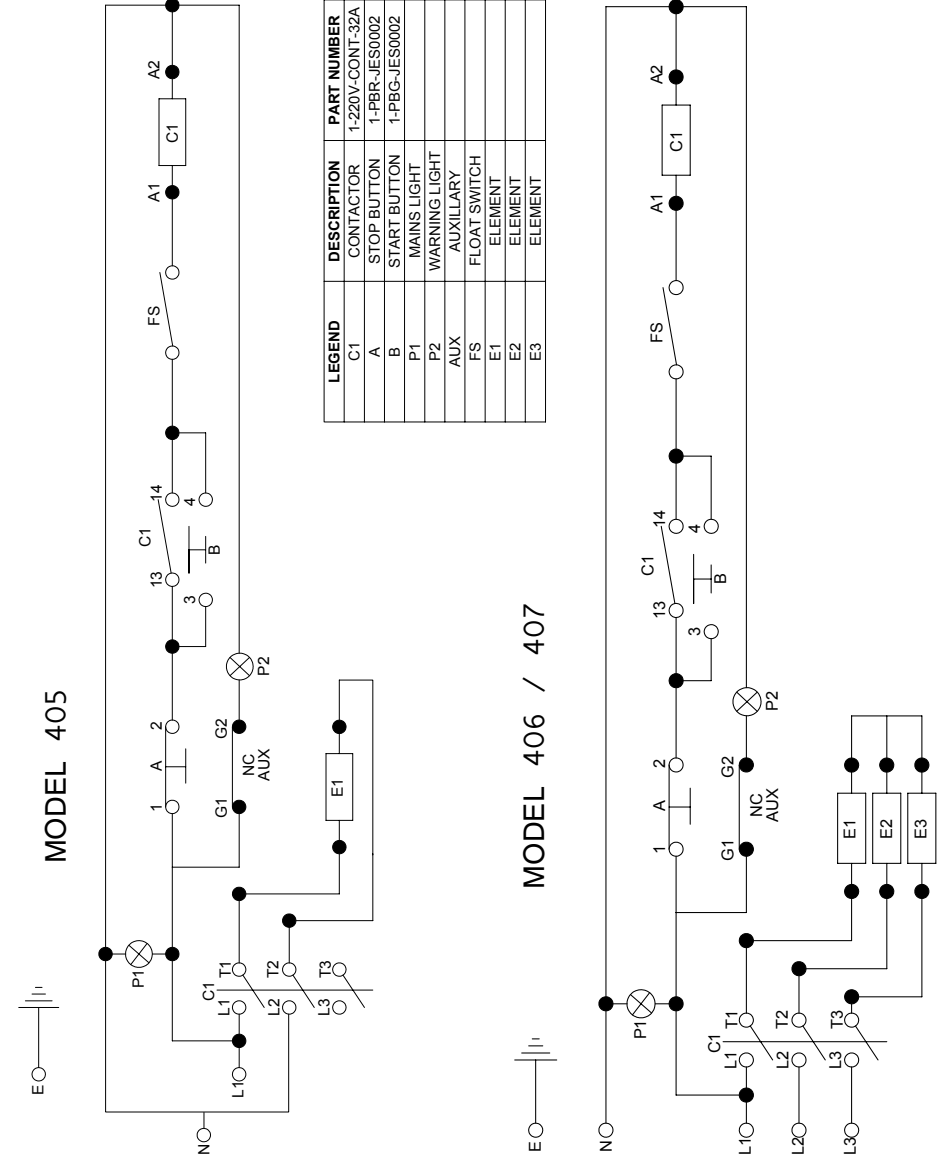 MODEL 405
E
N
L1
P1
C1
L1
T1
L2
T2
L3
T3
E1
1
A
2
G1
G2
NC
AUX
P2
3
4
B
13
C1
14
FS
A1
C1
A2
LEGEND DESCRIPTION PART NUMBER
C1 CONTACTOR 1-220V-CONT-32A
A STOP BUTTON 1-PBR-JES0002
B START BUTTON 1-PBG-JES0002
P1 MAINS LIGHT
P2 WARNING LIGHT
AUX AUXILLARY
FS FLOAT SWITCH
E1 ELEMENT
E2 ELEMENT
E3 ELEMENT
MODEL 406 / 407
E
N
L1
L2
L3
P1
C1
L1
T1
L2
T2
L3
T3
E1
E2
E3
1
A
2
G1
G2
NC
AUX
P2
3
4
B
13
C1
14
FS
A1
C1
A2